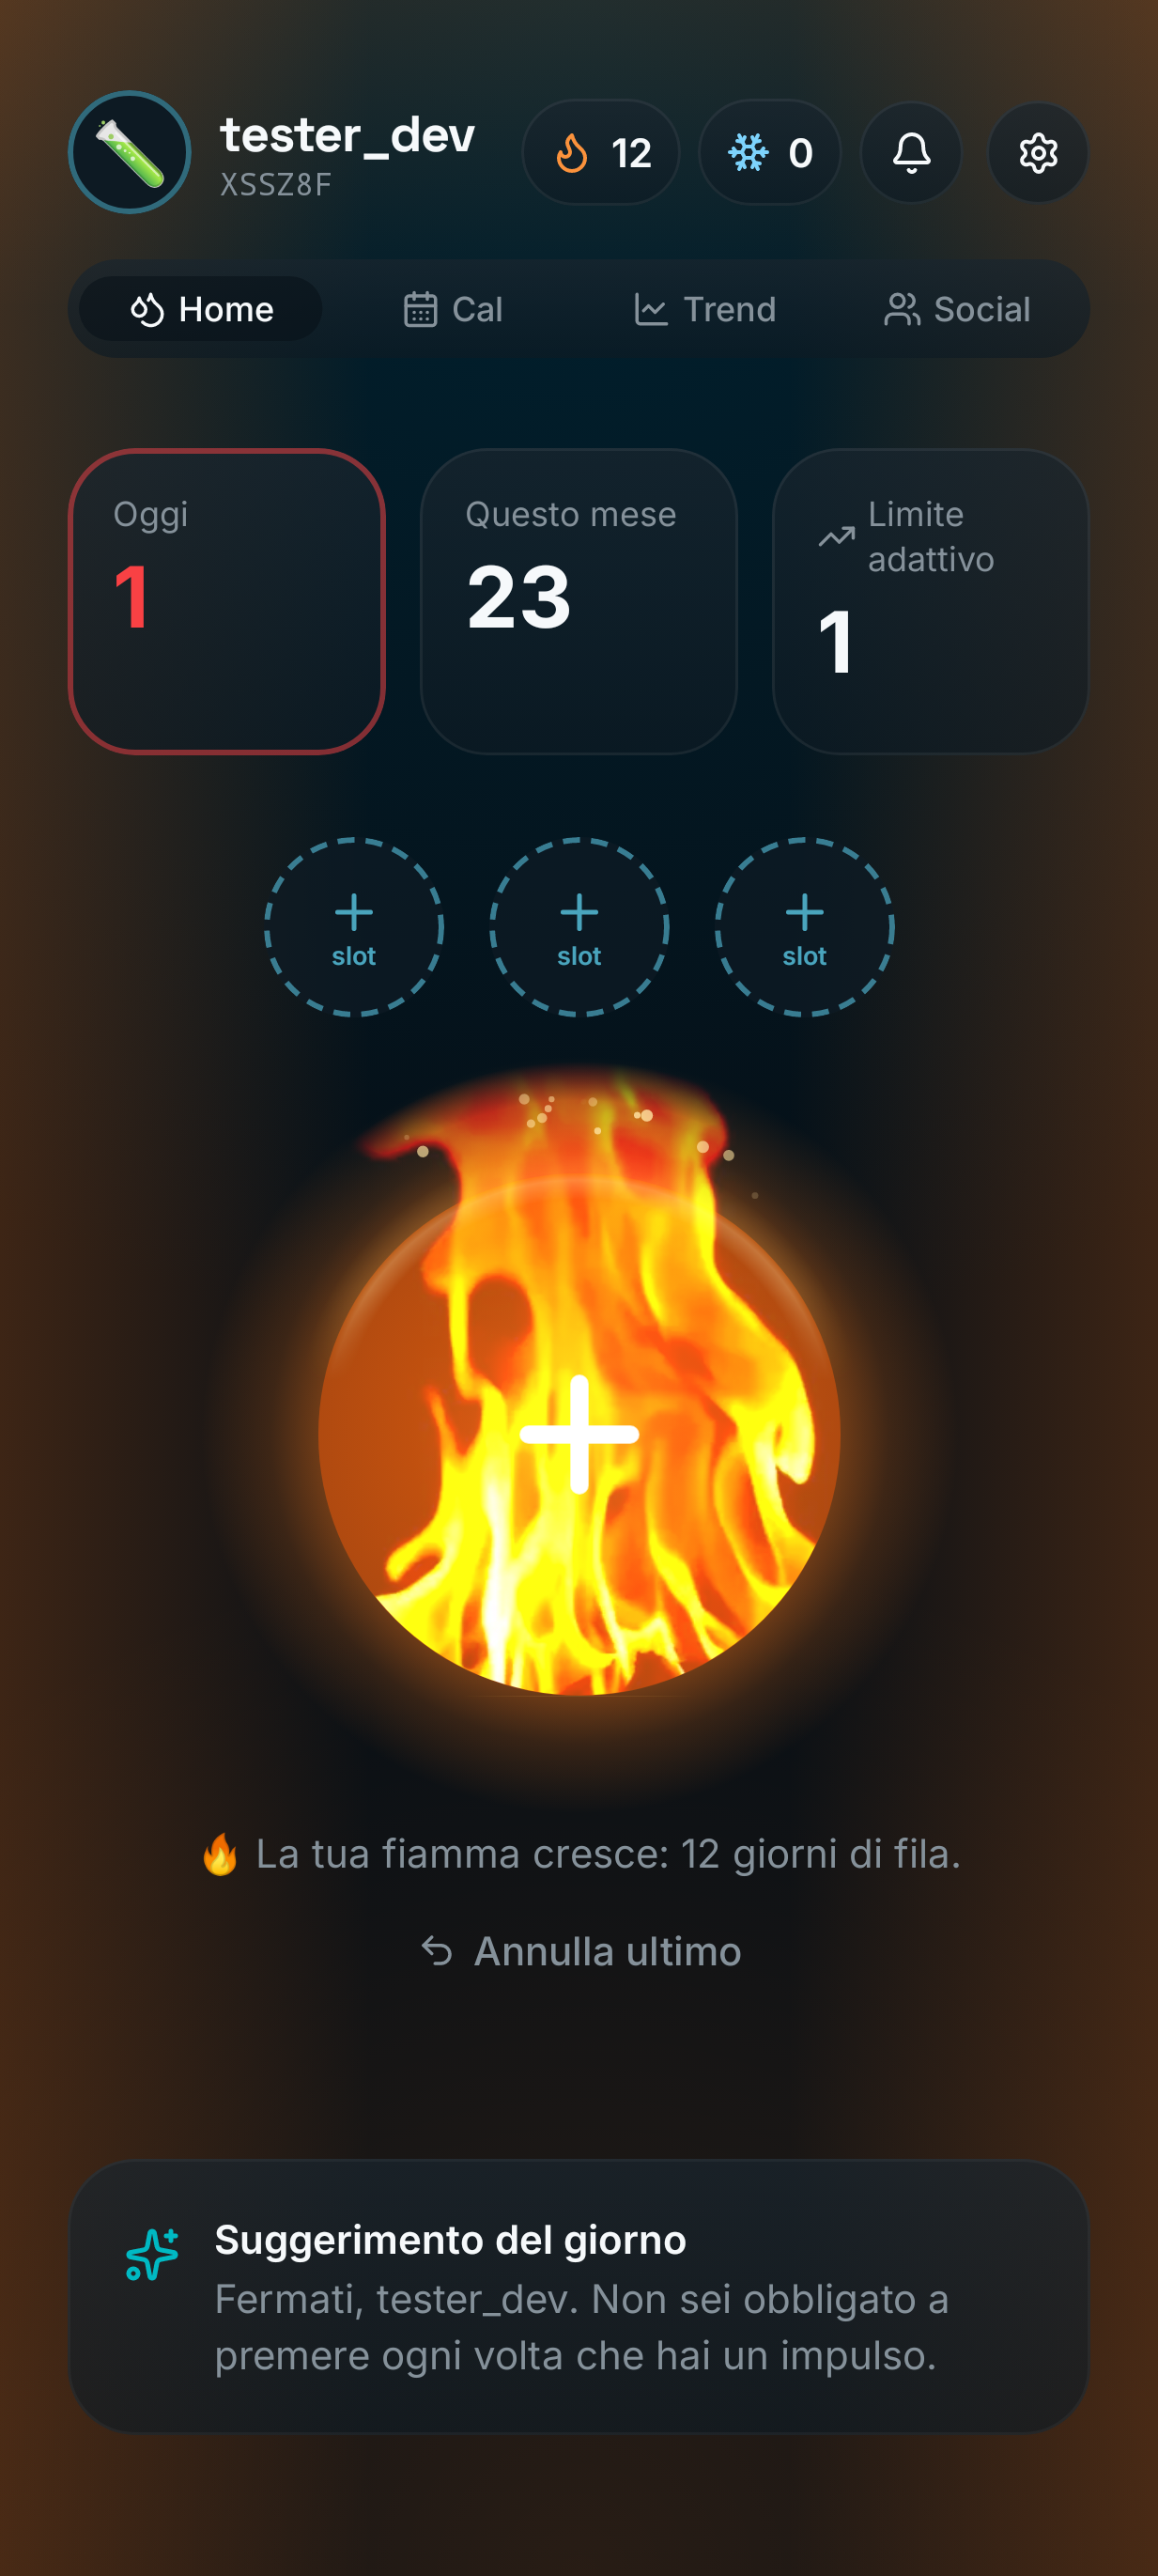 tester_dev
XSSZ8F
12
0
Home
Cal
Trend
Social
Oggi
1
Questo mese
23
Limite
adattivo
1
slot
slot
slot
🔥 La tua fiamma cresce: 12 giorni di fila.
Annulla ultimo
Suggerimento del giorno
Fermati, tester_dev. Non sei obbligato a
premere ogni volta che hai un impulso.